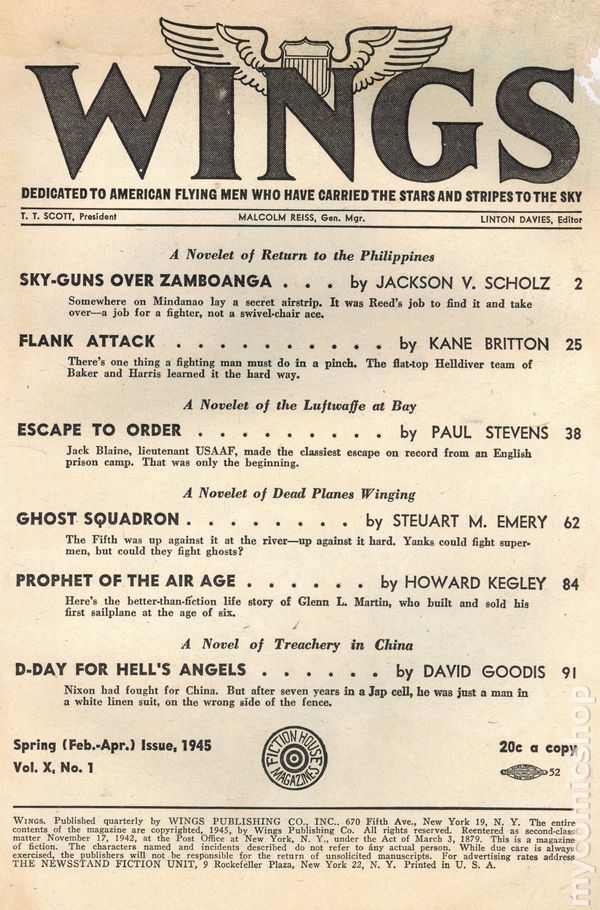 WINGS
DEDICATED TO AMERICAN FLYING MEN WHO HAVE CARRIED THE STARS AND STRIPES TO THE SKY
T. T. SCOTT, President MALCOLM REISS, Gen. Mgr. LINTON DAVIES, Editor
A Novelet of Return to the Philippines
SKY-GUNS OVER ZAMBOANGA . . . by JACKSON V. SCHOLZ 2
Somewhere on Mindanao lay a secret airstrip. It was Reed's job to find it and take
over—a job for a fighter, not a swivel-chair ace.
FLANK ATTACK . . . . . . . . . . by KANE BRITTON 25
There's one thing a fighting man must do in a pinch. The flat-top Helldiver team of
Baker and Harris learned it the hard way.
A Novelet of the Luftwaffe at Bay
ESCAPE TO ORDER . . . . . . . . . by PAUL STEVENS 38
Jack Blaine, lieutenant USAAF, made the classiest escape on record from an English
prison camp. That was only the beginning.
A Novelet of Dead Planes Winging
GHOST SQUADRON . . . . . . . . by STEUART M. EMERY 62
The Fifth was up against it at the river—up against it hard. Yanks could fight super-
men, but could they fight ghosts?
PROPHET OF THE AIR AGE . . . . . . by HOWARD KEGLEY 84
Here's the better-than-fiction life story of Glenn L. Martin, who built and sold his
first sailplane at the age of six.
A Novel of Treachery in China
D-DAY FOR HELL'S ANGELS . . . . . . by DAVID GOODIS 91
Nixon had fought for China. But after seven years in a Jap cell, he was just a man in
a white linen suit, on the wrong side of the fence.
Spring (Feb.-Apr.) Issue, 1945
Vol. X, No. 1
FICTION HOUSE MAGAZINES
20c a copy
52
WINGS. Published quarterly by WINGS PUBLISHING CO., INC., 670 Fifth Ave., New York 19, N. Y. The entire
contents of the magazine are copyrighted, 1945, by Wings Publishing Co. All rights reserved. Reentered as second-class
matter November 17, 1942, at the Post Office at New York, N. Y., under the Act of March 3, 1879. This is a magazine
of fiction. The characters named and incidents described do not refer to any actual person. While due care is always
exercised, the publishers will not be responsible for the return of unsolicited manuscripts. For advertising rates address
THE NEWSSTAND FICTION UNIT, 9 Rockefeller Plaza, New York 22, N. Y. Printed in U. S. A.
mycomicshop